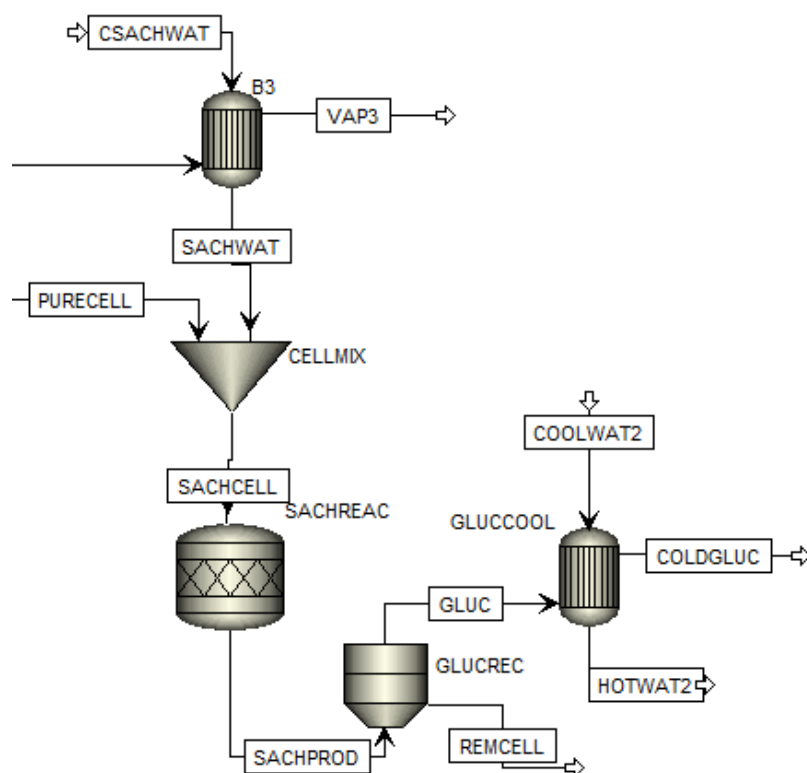 CSACHWAT
B3
VAP3
SACHWAT
PURECELL
CELLMIX
COOLWAT2
SACHCELL
SACHREAC
GLUCCOOL
COLDGLUC
GLUC
GLUCREC
HOTWAT2
SACHPROD
REMCELL